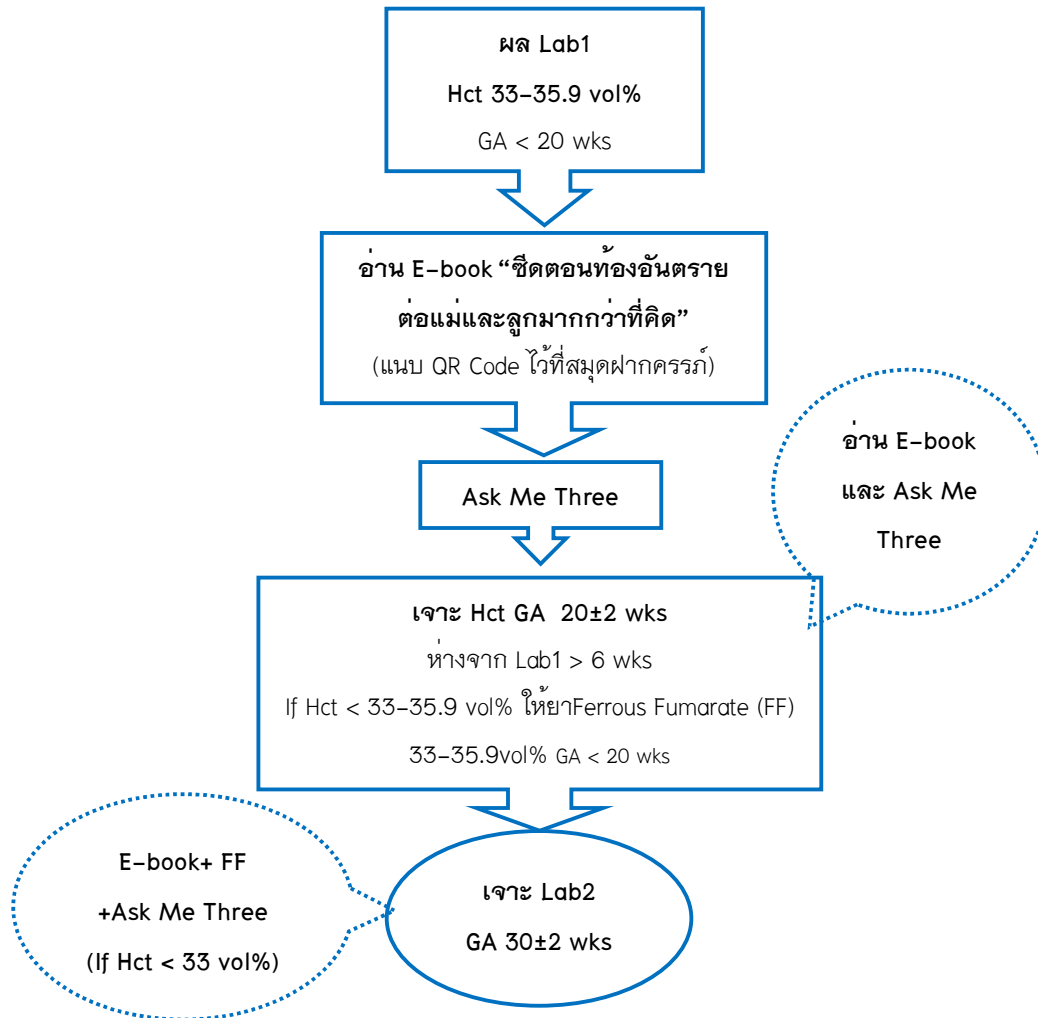 ผล Lab1
Hct 33–35.9 vol%
GA < 20 wks
อ่าน E–book “ซีดตอนท้องอันตราย
ต่อแม่และลูกมากกว่าที่คิด”
(แนบ QR Code ไว้ที่สมุดฝากครรภ์)
อ่าน E–book
และ Ask Me
Three
Ask Me Three
เจาะ Hct GA 20±2 wks
ห่างจาก Lab1 > 6 wks
If Hct < 33–35.9 vol% ให้ยาFerrous Fumarate (FF)
33–35.9vol% GA < 20 wks
E–book+ FF
+Ask Me Three
(If Hct < 33 vol%)
เจาะ Lab2
GA 30±2 wks